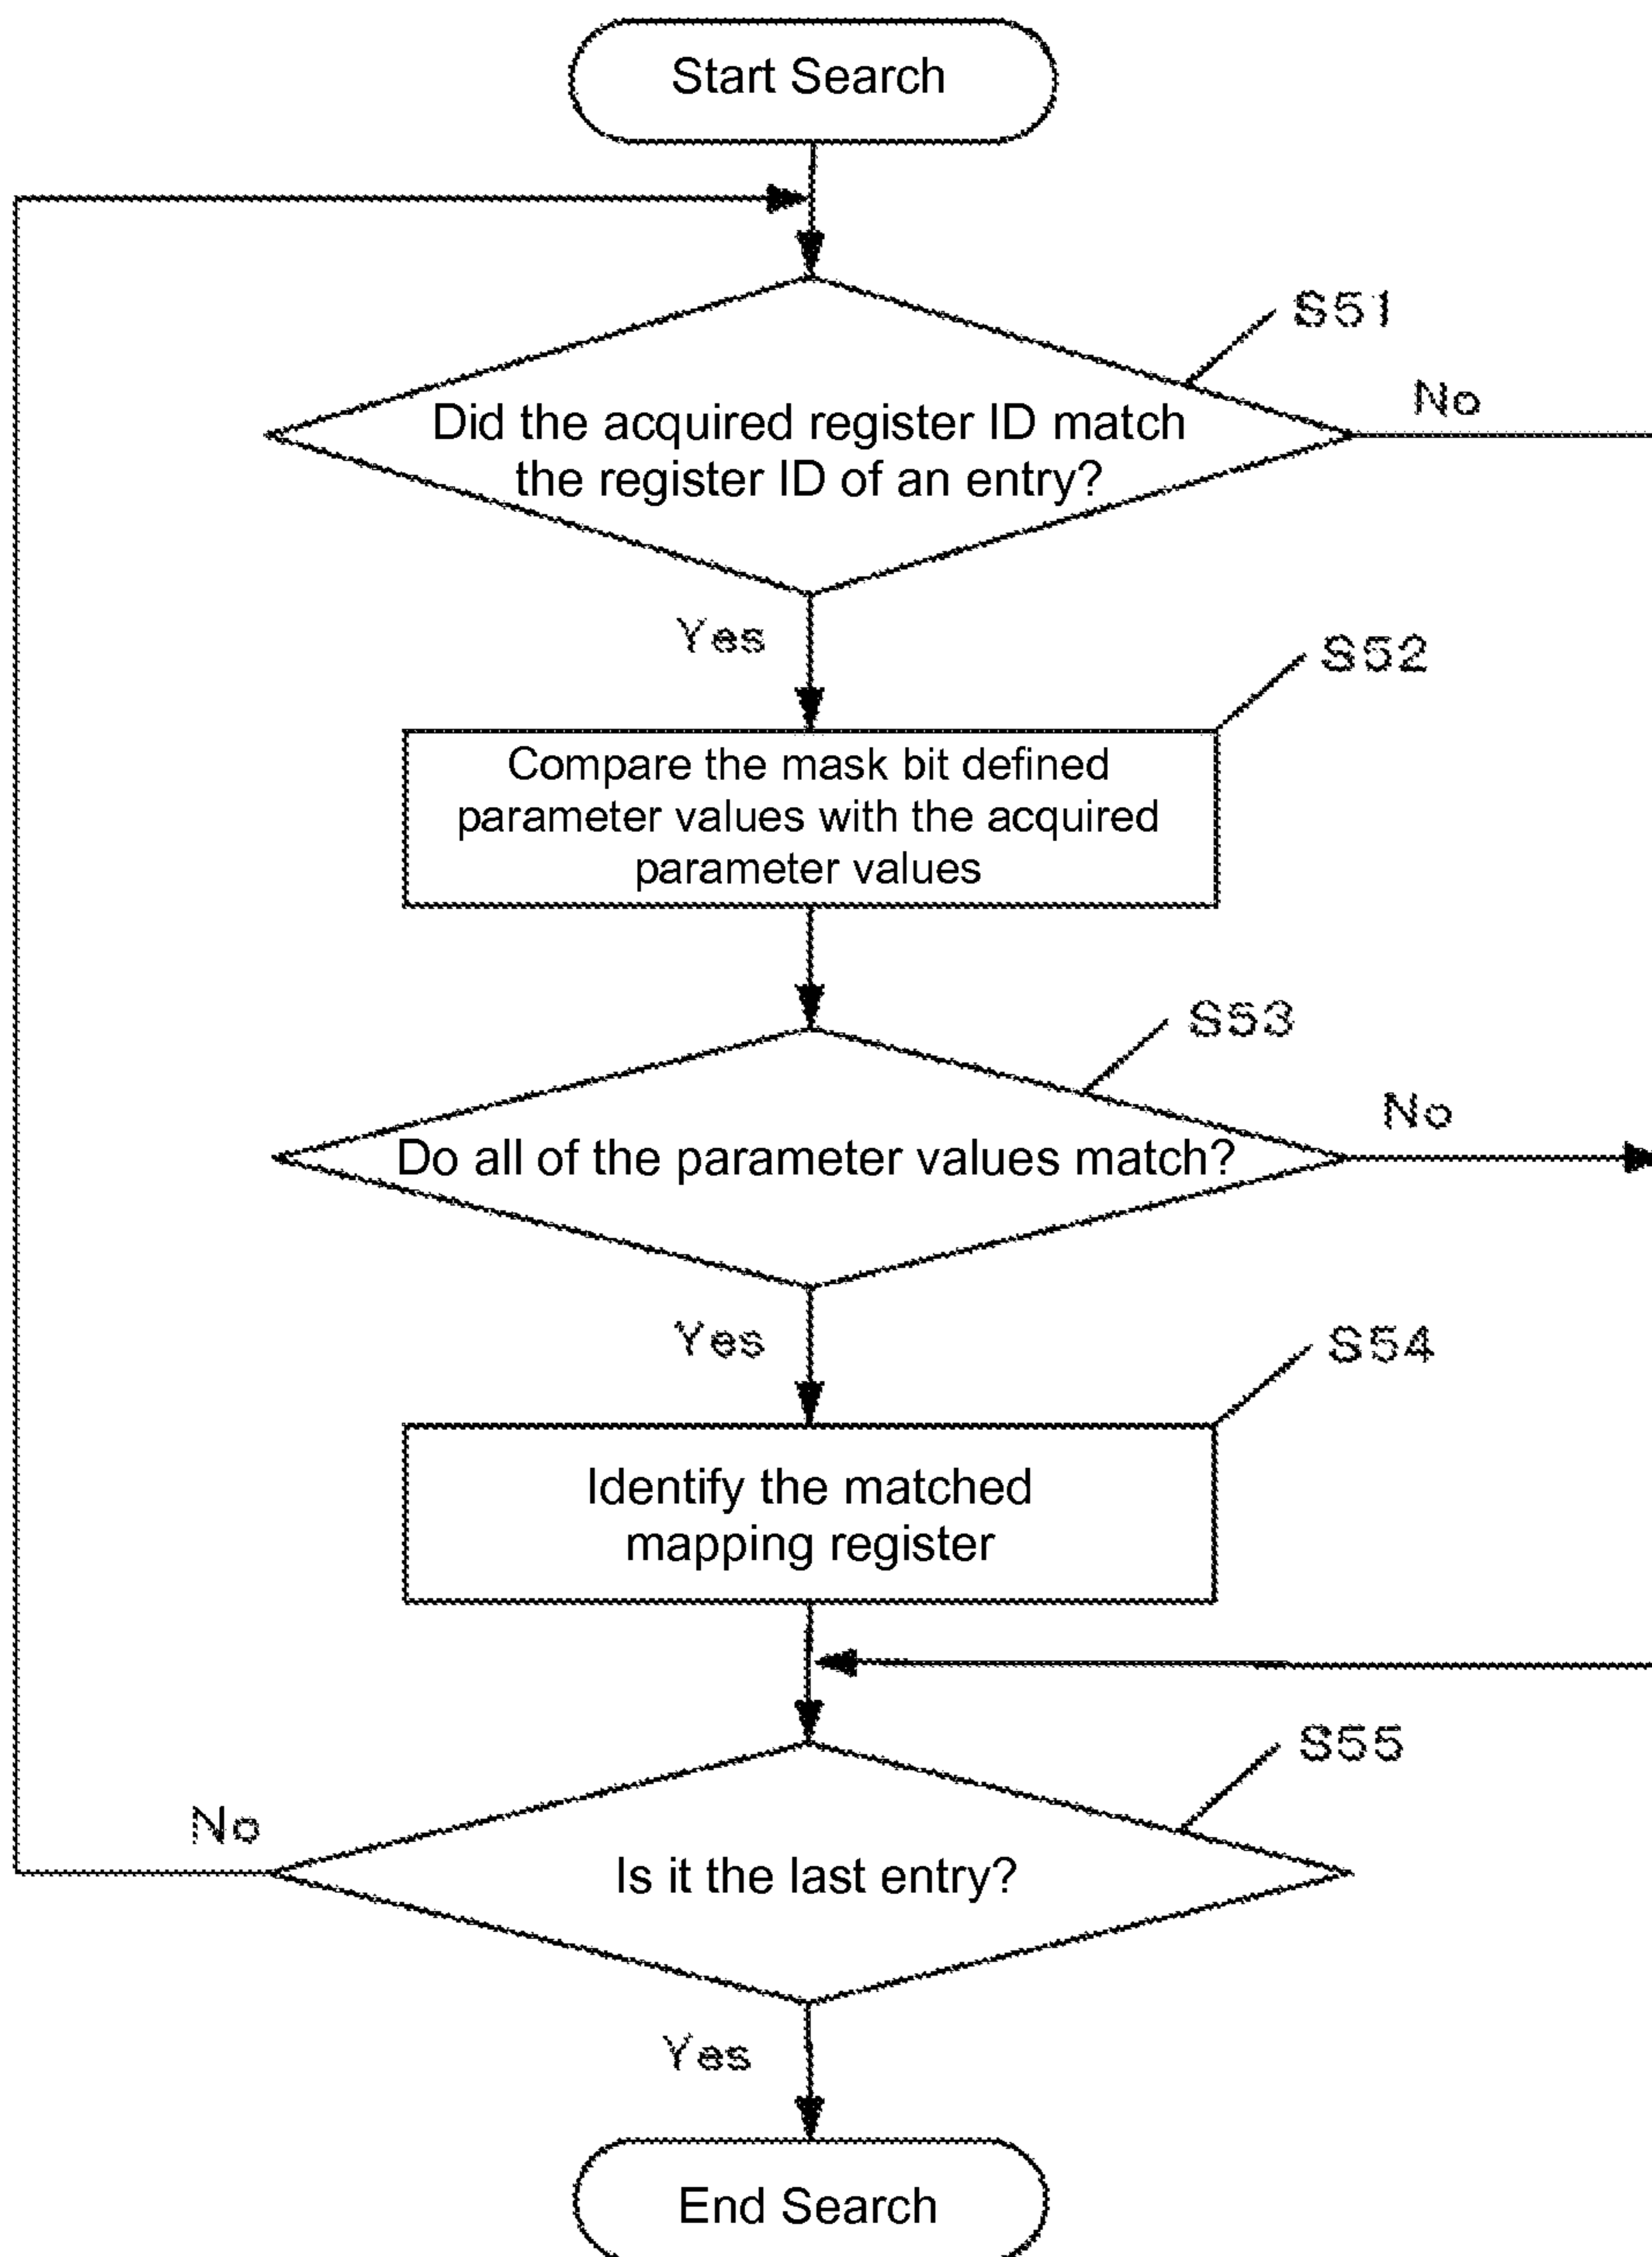 Start Search
S51
No
Did the acquired register ID match
the register ID of an entry?
Yes
S52
Compare the mask bit defined
parameter values with the acquired
parameter values
S53
No
Do all of the parameter values match?
Yes
S54
Identify the matched
mapping register
S55
No
Is it the last entry?
Yes
End Search